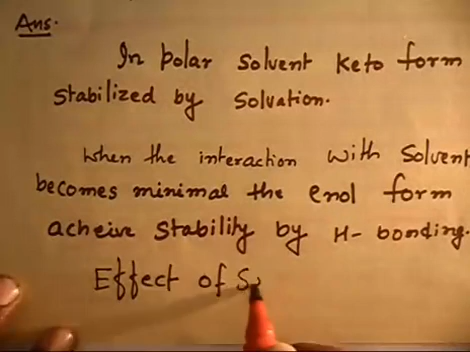 Ans.
In polar solvent keto form
stabilized by solvation.
When the interaction with solvent
becomes minimal the enol form
acheive stability by H-bonding.
Effect of S